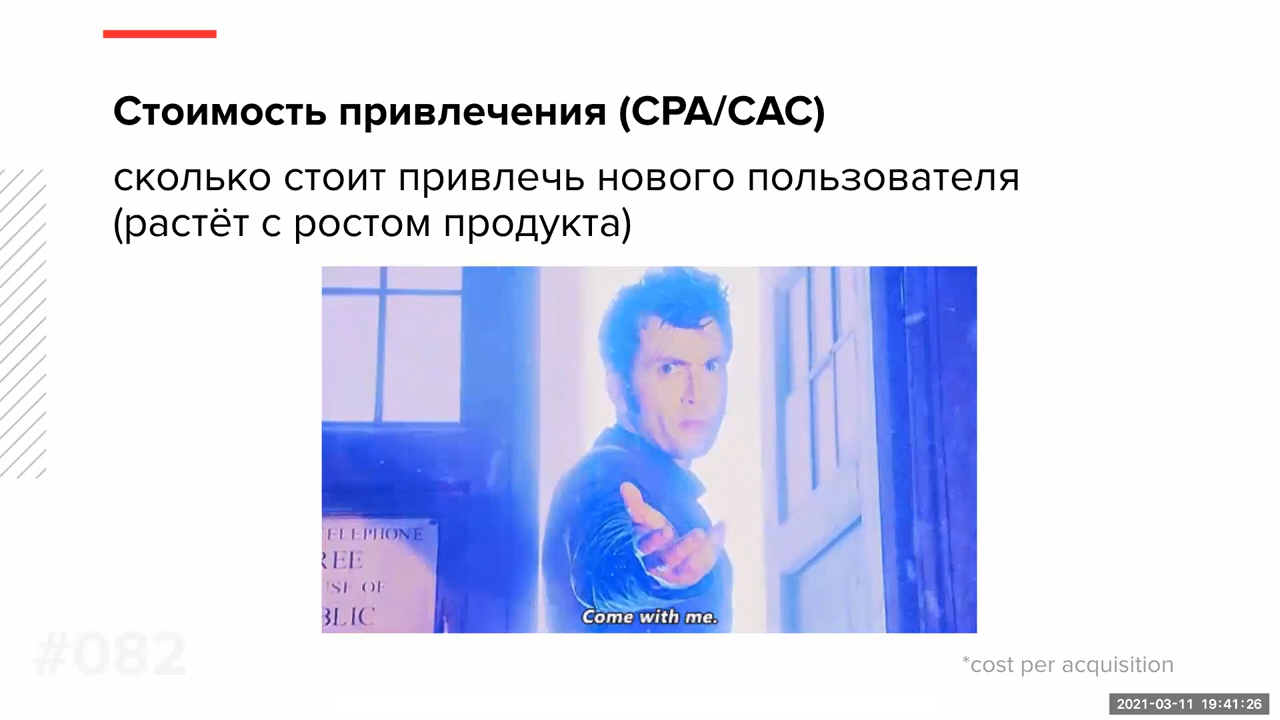 Стоимость привлечения (CPA/CAC)
сколько стоит привлечь нового пользователя
(растёт с ростом продукта)
ELEPHONE
REE
SE OF
BLIC
Come with me.
#082
*cost per acquisition
2021-03-11 19:41:26